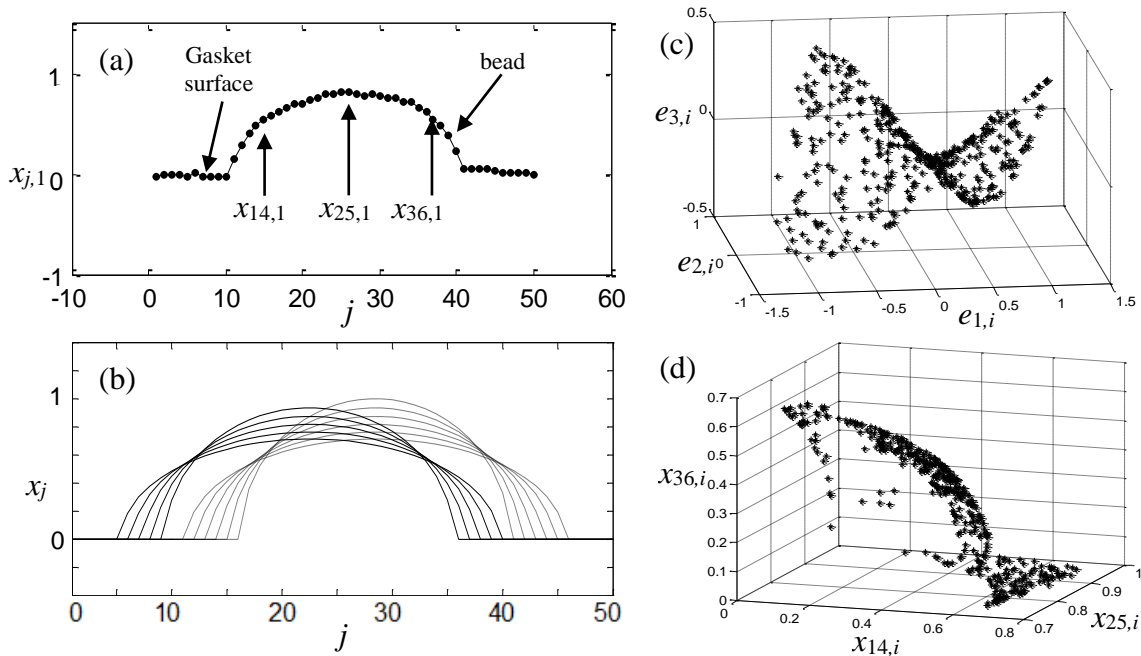 (a)
Gasket
surface
bead
1
x_{j,1} 0
-1
x_{14,1} x_{25,1} x_{36,1}
-10 0 10 20 30 40 50 60
j
(b)
1
x_j
0
10 20 30 40 50
j
(c)
0.5
e_{3,i} 0
-0.5
1
e_{2,i} 0
-1
-1.5 -1 -0.5 0 0.5 1 1.5
e_{1,i}
(d)
0.7
0.6
0.5
x_{36,i} 0.4
0.3
0.2
0.1
0
0 0.2 0.4 0.6 0.8
x_{14,i}
0.7 0.8 0.9 1
x_{25,i}